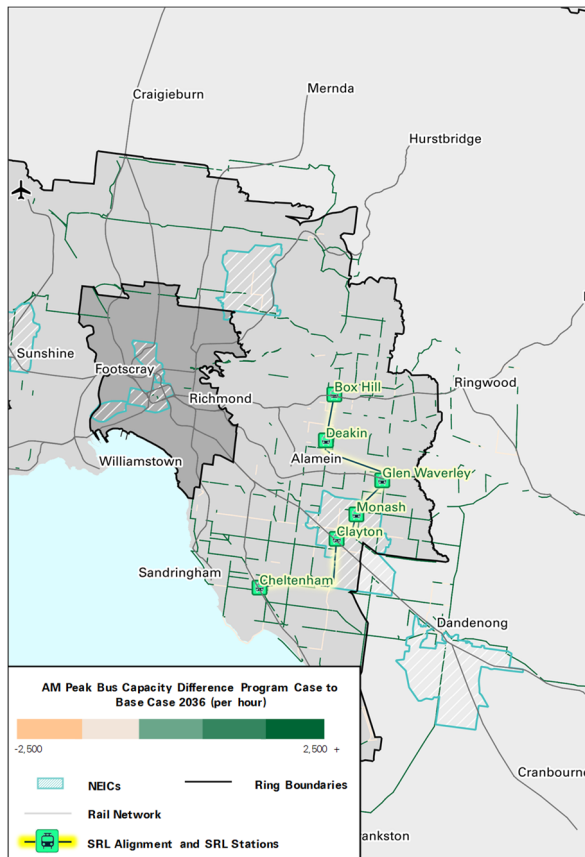 Craigieburn
Mernda
Hurstbridge
Sunshine
Footscray
Richmond
Box Hill
Ringwood
Deakin
Williamstown
Alamein
Glen Waverley
Monash
Clayton
Sandringham
Cheltenham
Dandenong
Cranbourne
rankston
AM Peak Bus Capacity Difference Program Case to
Base Case 2036 (per hour)
-2,500
2,500 +
NEICs
Ring Boundaries
Rail Network
SRL Alignment and SRL Stations